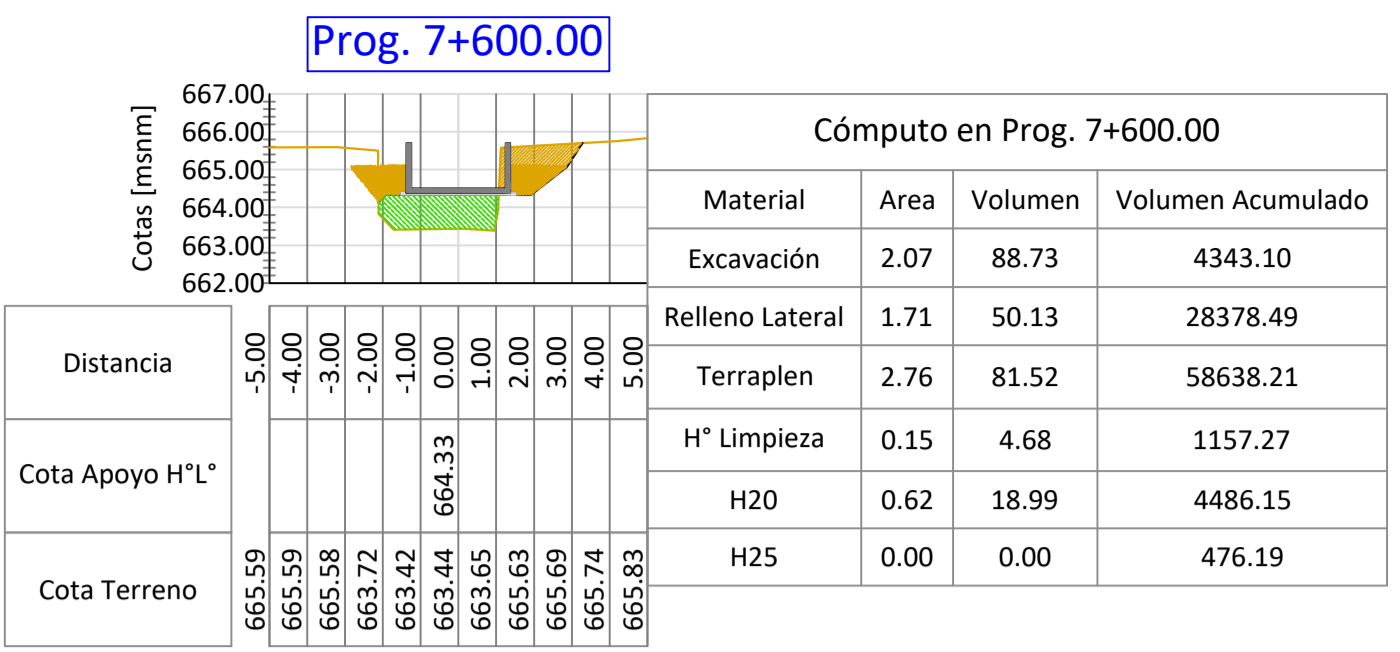 Prog. 7+600.00
Cotas [msnm]
667.00
666.00
665.00
664.00
663.00
662.00
Distancia
-5.00 -4.00 -3.00 -2.00 -1.00 0.00 1.00 2.00 3.00 4.00 5.00
Cota Apoyo H°L°
664.33
Cota Terreno
665.59 665.59 665.58 663.72 663.42 663.44 663.65 665.63 665.69 665.74 665.83
Cómputo en Prog. 7+600.00
Material Area Volumen Volumen Acumulado
Excavación 2.07 88.73 4343.10
Relleno Lateral 1.71 50.13 28378.49
Terraplen 2.76 81.52 58638.21
H° Limpieza 0.15 4.68 1157.27
H20 0.62 18.99 4486.15
H25 0.00 0.00 476.19